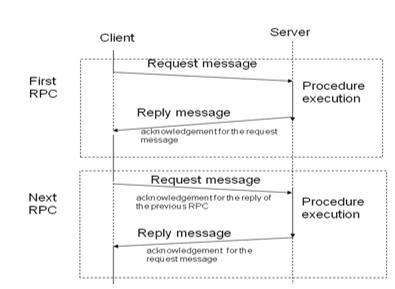 Client
Server
Request message
First
RPC
Procedure
execution
Reply message
acknowledgement for the request
message
Request message
Next
RPC
acknowledgement for the reply of
the previous RPC
Procedure
execution
Reply message
acknowledgement for the
request message